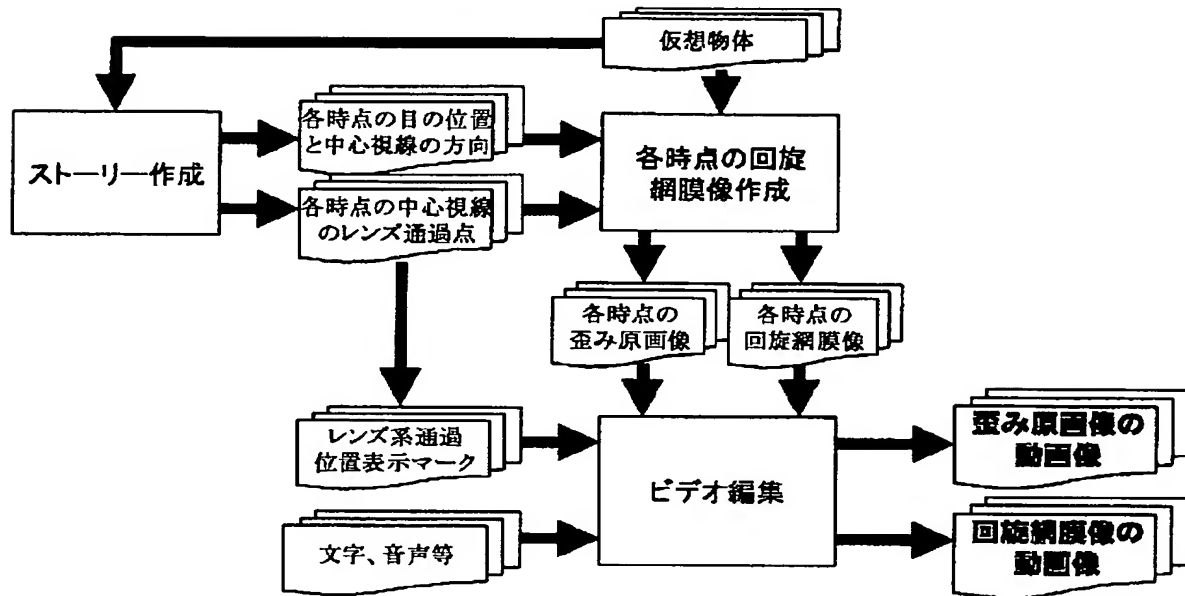 仮想物体
各時点の目の位置
と中心視線の方向
ストーリー作成
各時点の回旋
網膜像作成
各時点の中心視線
のレンズ通過点
各時点の
歪み原画像
各時点の
回旋網膜像
レンズ系通過
位置表示マーク
歪み原画像の
動画像
ビデオ編集
文字、音声等
回旋網膜像の
動画像